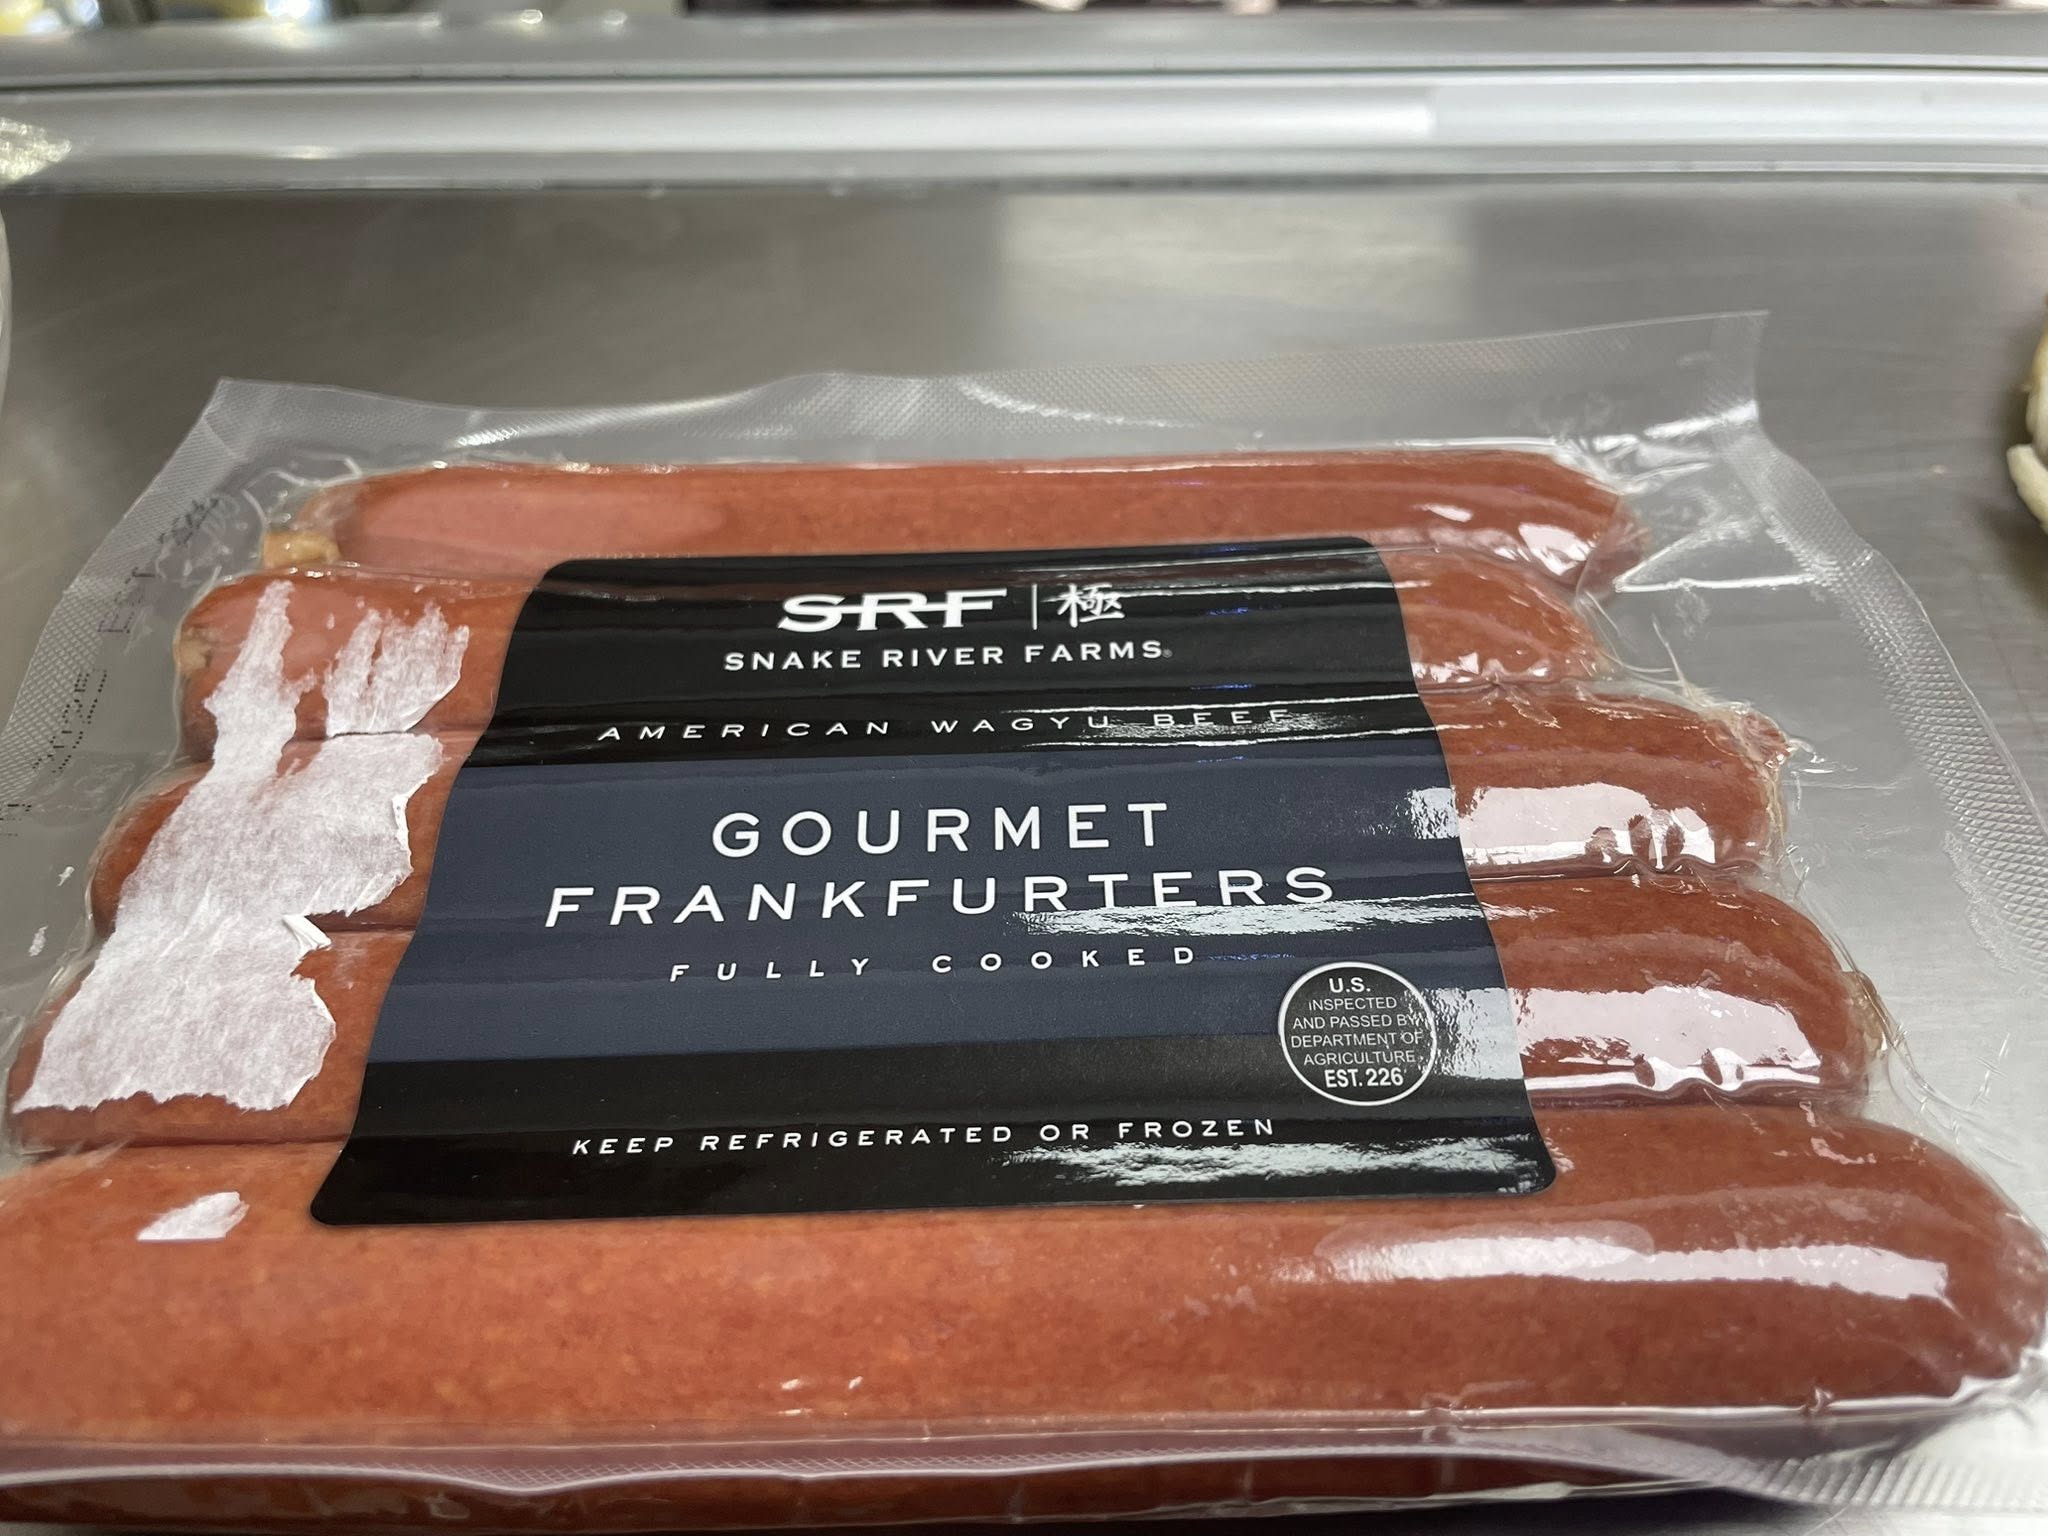 SRF | 極
SNAKE RIVER FARMS®
AMERICAN WAGYU BEEF
GOURMET
FRANKFURTERS
FULLY COOKED
U.S.
INSPECTED
AND PASSED BY
DEPARTMENT OF
AGRICULTURE
EST. 226
KEEP REFRIGERATED OR FROZEN